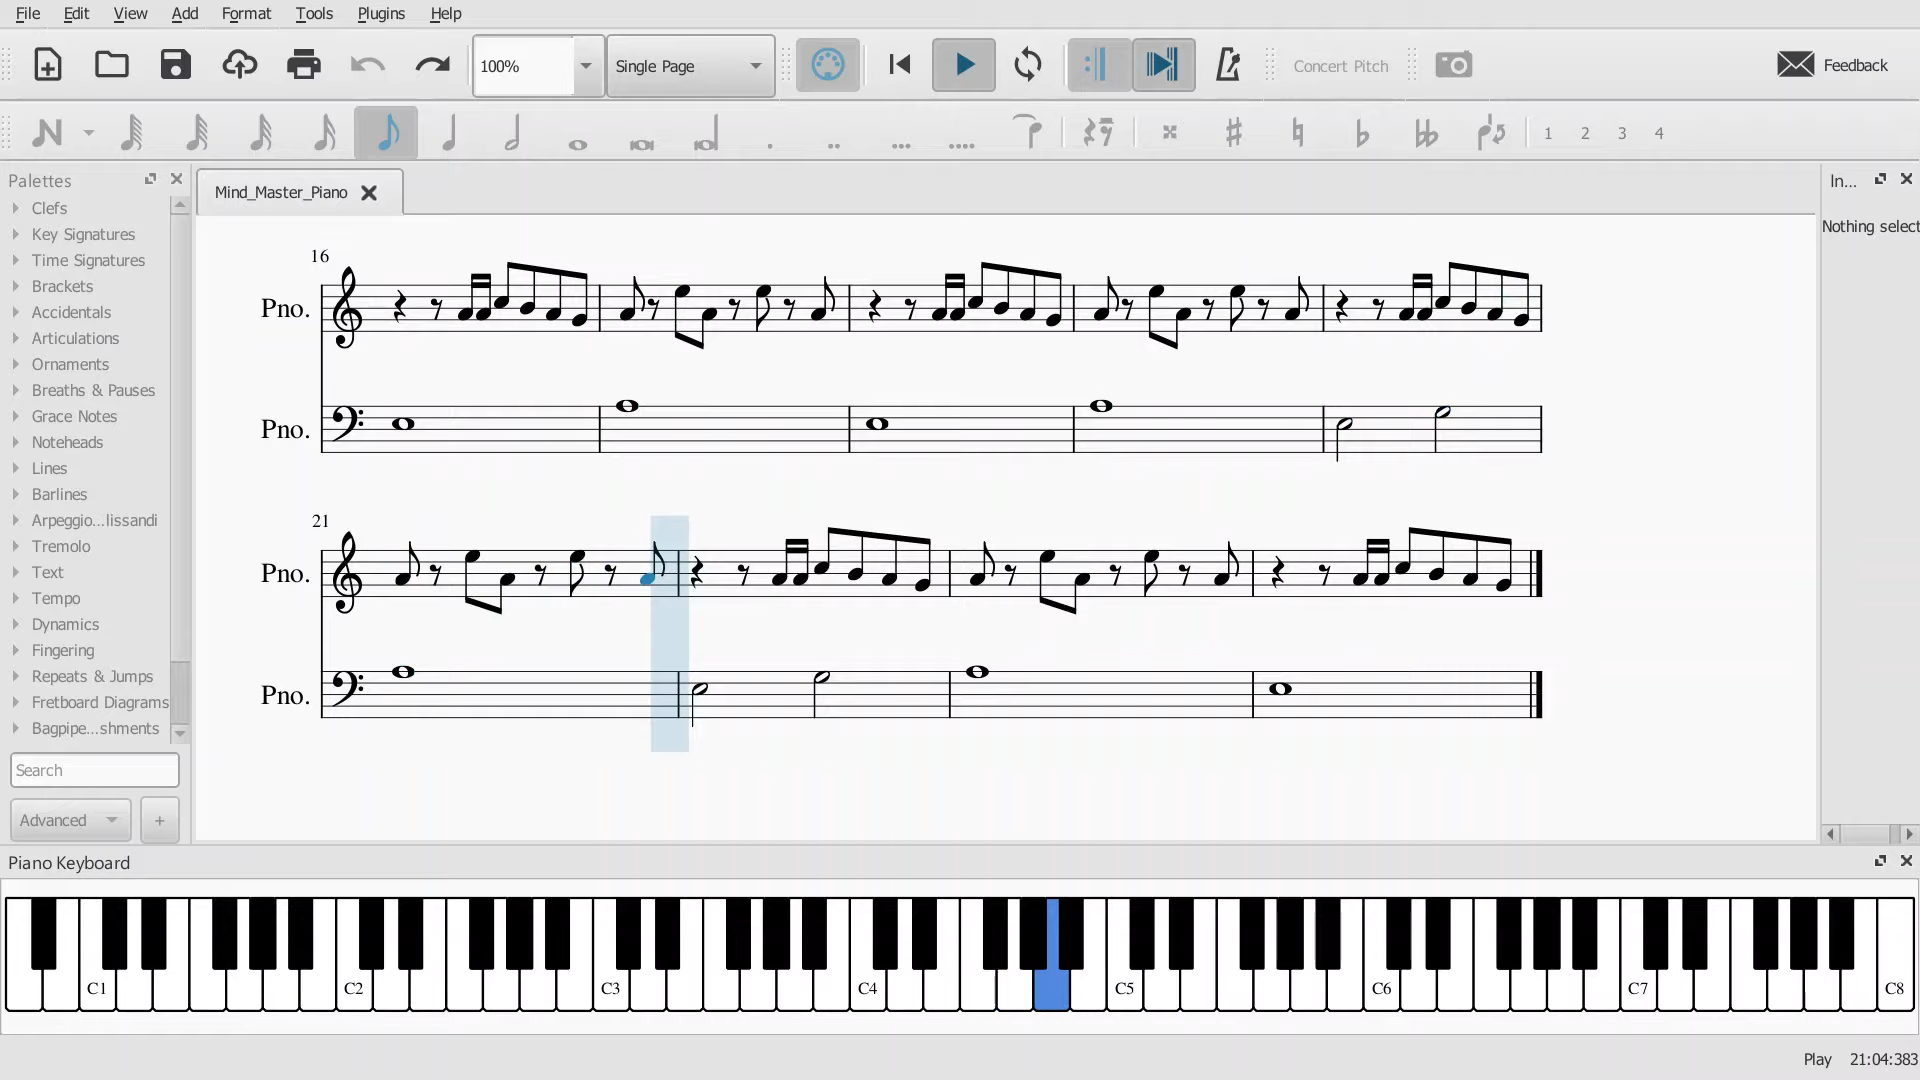 File Edit View Add Format Tools Plugins Help
100% Single Page Concert Pitch Feedback
1 2 3 4
Palettes
Clefs
Key Signatures
Time Signatures
Brackets
Accidentals
Articulations
Ornaments
Breaths & Pauses
Grace Notes
Noteheads
Lines
Barlines
Arpeggio...lissandi
Tremolo
Text
Tempo
Dynamics
Fingering
Repeats & Jumps
Fretboard Diagrams
Bagpipe...shments
Search
Advanced +
Mind_Master_Piano
16
Pno.
Pno.
21
Pno.
Pno.
In...
Nothing select
Piano Keyboard
C1 C2 C3 C4 C5 C6 C7 C8
Play 21:04:383